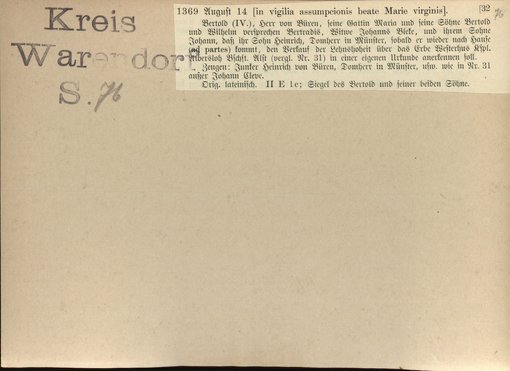 Kreis
Warendorf
S. 76
1369 August 14 [in vigilia assumpcionis beate Marie virginis]. [32
76
Bertold (IV.), Herr von Büren, seine Gattin Maria und seine Söhne Bertold
und Wilhelm versprechen Bertradis, Witwe Johanns Bleke, und ihrem Sohne
Johann, daß ihr Sohn Heinrich, Domherr in Münster, sobald er wieder nach Hause
(ad partes) kommt, den Verkauf der Lehnshoheit über das Erbe Westerhus Kspl.
Albersloh Bschft. Alst (vergl. Nr. 31) in einer eigenen Urkunde anerkennen soll.
Zeugen: Junker Heinrich von Büren, Domherr in Münster, usw. wie in Nr. 31
außer Johann Cleve.
Orig. lateinisch. II E 1c; Siegel des Bertold und seiner beiden Söhne.